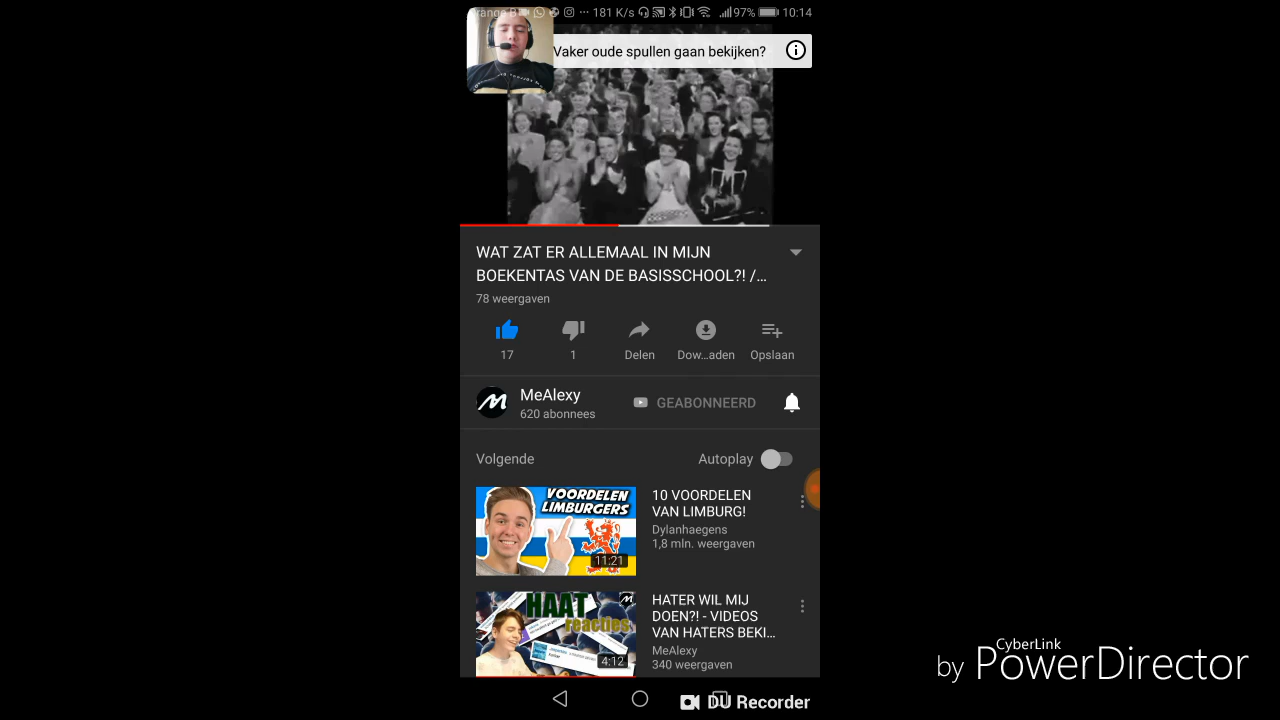 181 K/s 97% 10:14
Vaker oude spullen gaan bekijken?
WAT ZAT ER ALLEMAAL IN MIJN
BOEKENTAS VAN DE BASISSCHOOL?! /...
78 weergaven
17 1 Delen Dow...aden Opslaan
MeAlexy
620 abonnees
GEABONNEERD
Volgende
Autoplay
VOORDELEN
LIMBURGERS
11:21
10 VOORDELEN
VAN LIMBURG!
Dylanhaegens
1,8 mln. weergaven
HAAT
reacties
4:12
HATER WIL MIJ
DOEN?! - VIDEOS
VAN HATERS BEKI...
MeAlexy
340 weergaven
DU Recorder
CyberLink
by PowerDirector